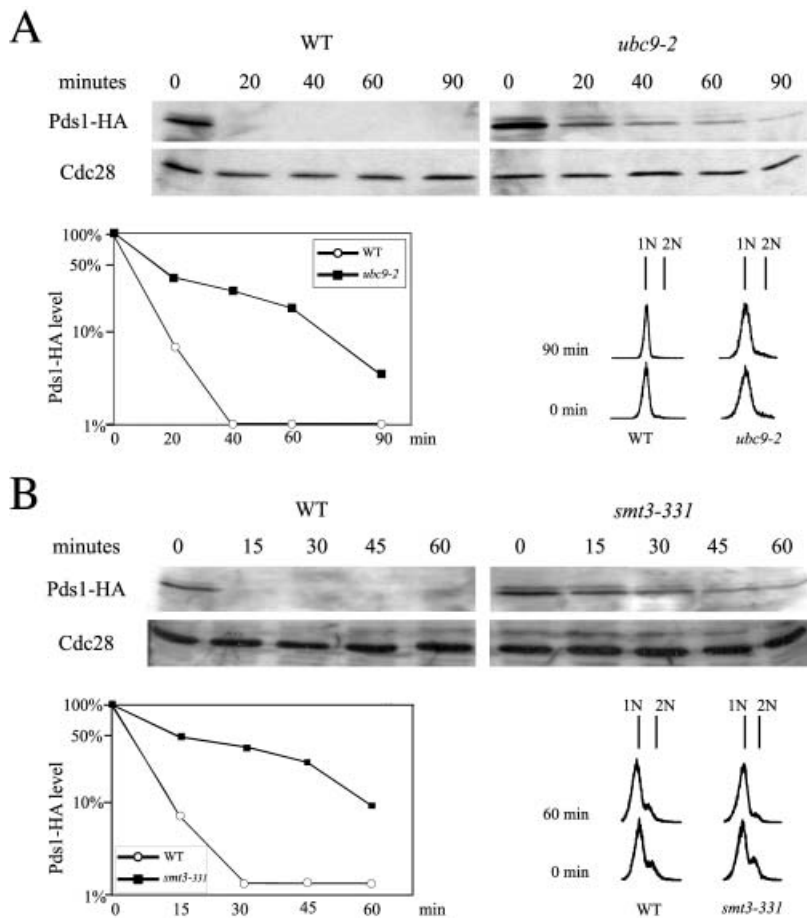 A
WT ubc9-2
minutes 0 20 40 60 90 0 20 40 60 90
Pds1-HA
Cdc28
100%
50%
10%
1%
Pds1-HA level
WT
ubc9-2
0 20 40 60 90 min
1N 2N 1N 2N
90 min
0 min
WT ubc9-2
B
WT smt3-331
minutes 0 15 30 45 60 0 15 30 45 60
Pds1-HA
Cdc28
100%
50%
10%
1%
Pds1-HA level
WT
smt3-331
0 15 30 45 60 min
1N 2N 1N 2N
60 min
0 min
WT smt3-331